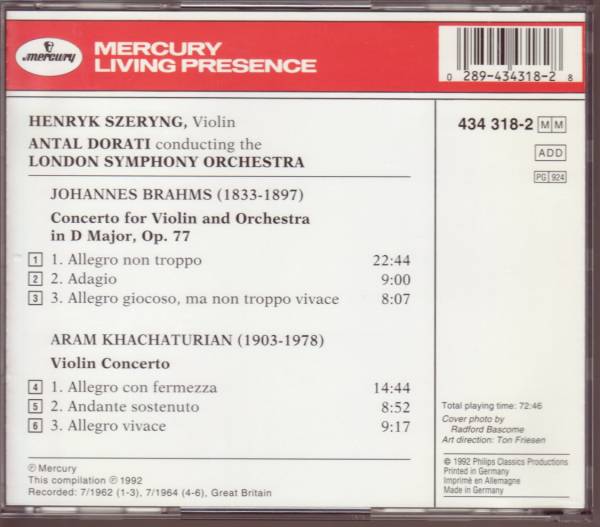 mercury
MERCURY
LIVING PRESENCE
0 289-434318-2 8
HENRYK SZERYNG, Violin
ANTAL DORATI conducting the
LONDON SYMPHONY ORCHESTRA
434 318-2 MM
ADD
PG 924
JOHANNES BRAHMS (1833-1897)
Concerto for Violin and Orchestra
in D Major, Op. 77
1 1. Allegro non troppo 22:44
2 2. Adagio 9:00
3 3. Allegro giocoso, ma non troppo vivace 8:07
ARAM KHACHATURIAN (1903-1978)
Violin Concerto
4 1. Allegro con fermezza 14:44
5 2. Andante sostenuto 8:52
6 3. Allegro vivace 9:17
Total playing time: 72:46
Cover photo by
Radford Bascome
Art direction: Ton Friesen
℗ Mercury
This compilation ℗ 1992
Recorded: 7/1962 (1-3), 7/1964 (4-6), Great Britain
© 1992 Philips Classics Productions
Printed in Germany
Imprimé en Allemagne
Made in Germany